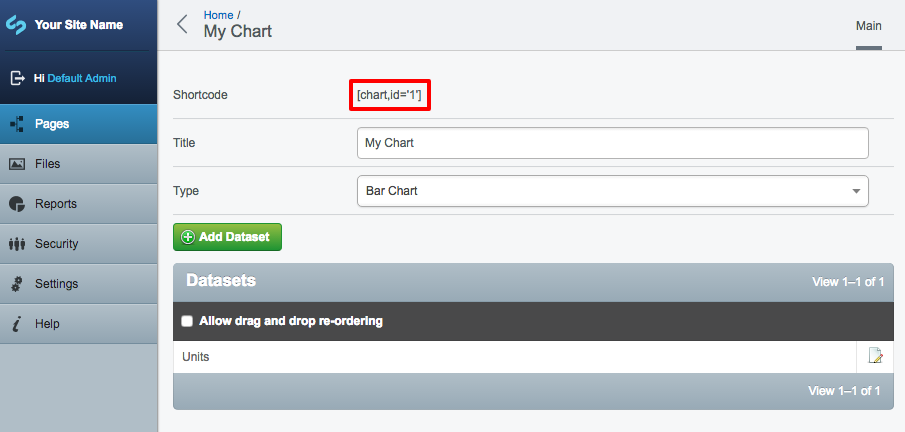 Your Site Name
Hi Default Admin
Pages
Files
Reports
Security
Settings
Help
Home /
My Chart
Main
Shortcode [chart,id='1']
Title My Chart
Type Bar Chart
Add Dataset
Datasets View 1–1 of 1
Allow drag and drop re-ordering
Units
View 1–1 of 1